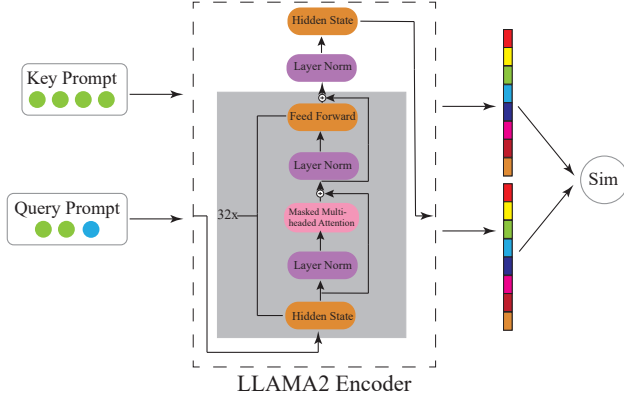 Hidden State
Key Prompt
Layer Norm
Feed Forward
Layer Norm
Query Prompt
32x
Masked Multi-
headed Attention
Layer Norm
Hidden State
Sim
LLAMA2 Encoder